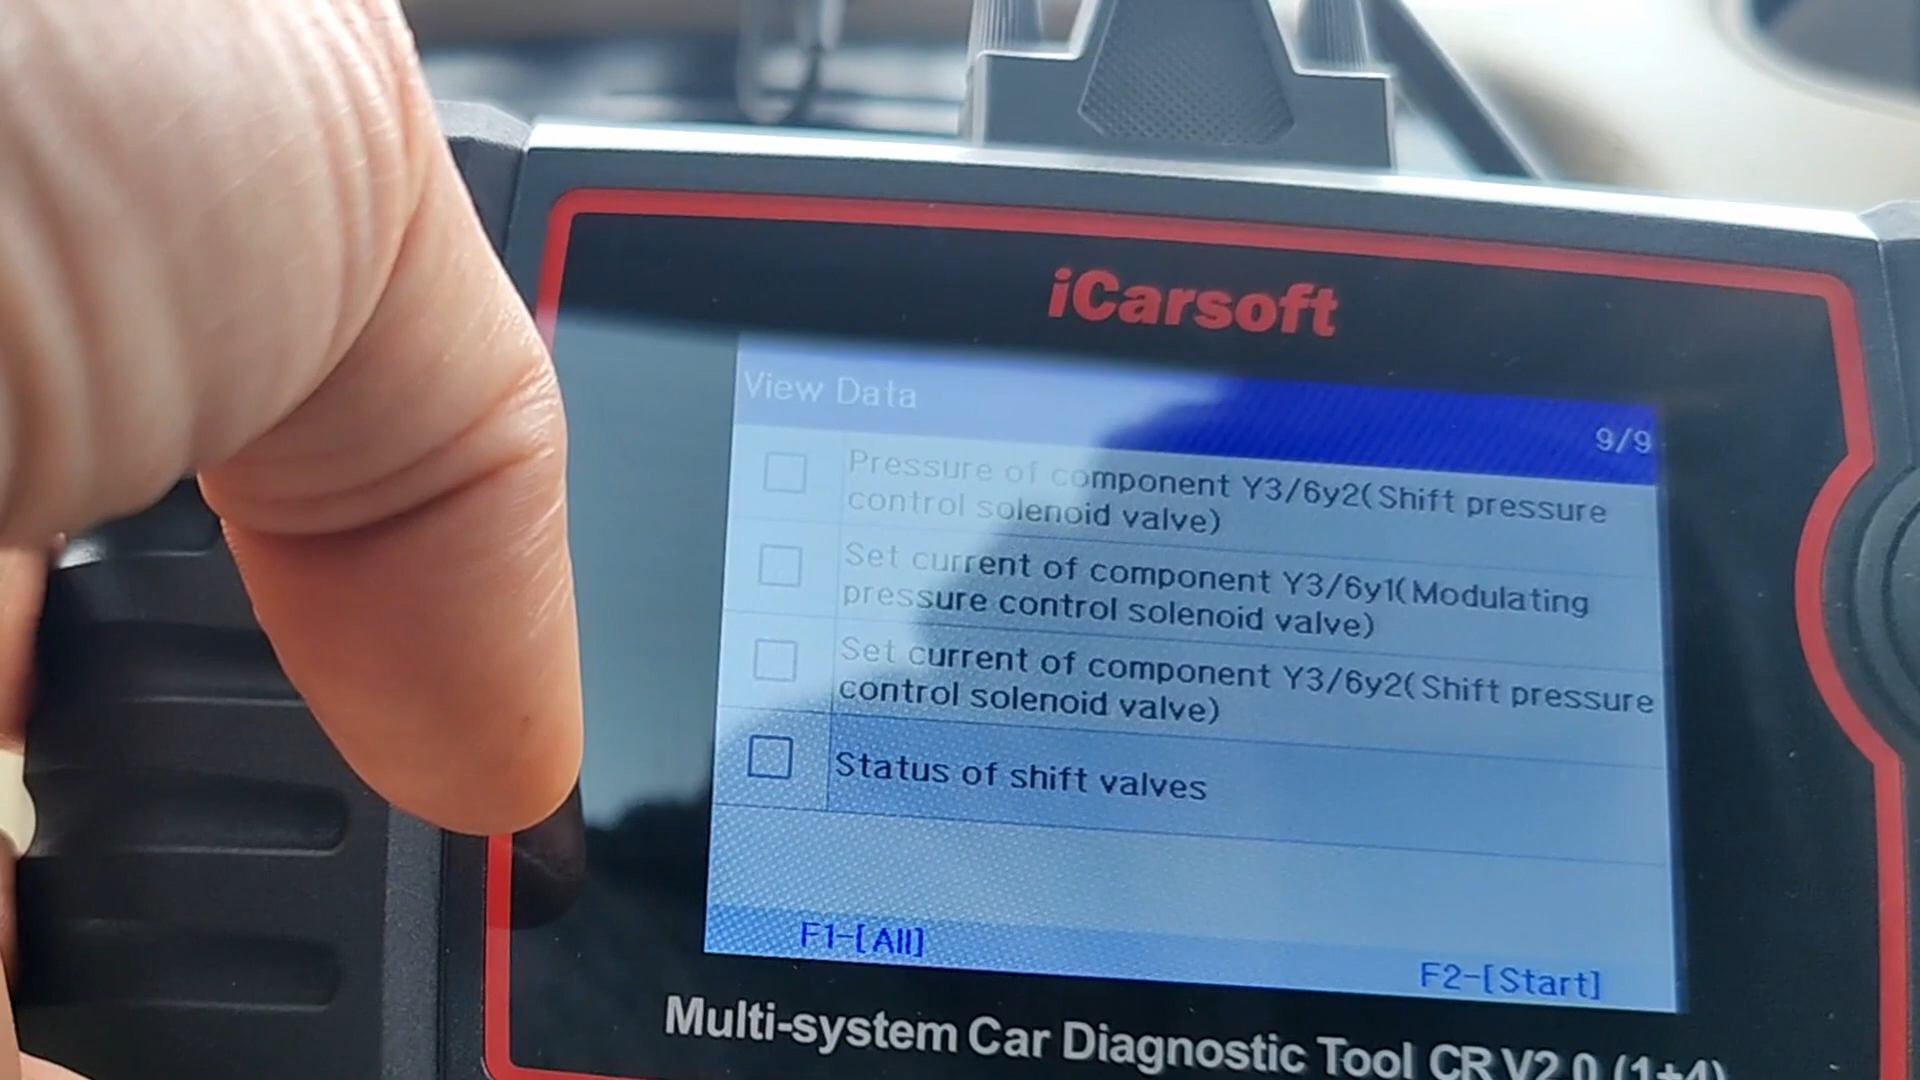 iCarsoft
View Data
9/9
Pressure of component Y3/6y2(Shift pressure
control solenoid valve)
Set current of component Y3/6y1(Modulating
pressure control solenoid valve)
Set current of component Y3/6y2(Shift pressure
control solenoid valve)
Status of shift valves
F1-[All]
F2-[Start]
Multi-system Car Diagnostic Tool CR V2.0 (1+4)